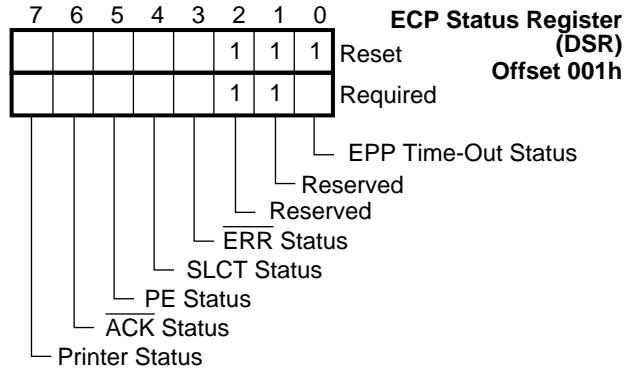 7 6 5 4 3 2 1 0
ECP Status Register
(DSR)
Offset 001h
1 1 1 Reset
1 1 Required
EPP Time-Out Status
Reserved
Reserved
ERR Status
SLCT Status
PE Status
ACK Status
Printer Status